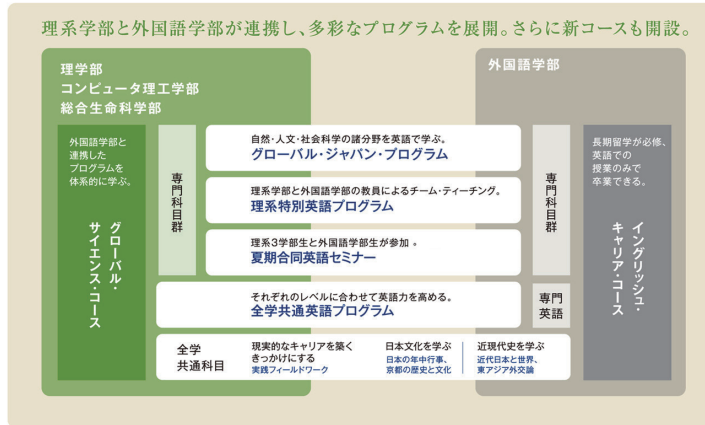 理系学部と外国語学部が連携し、多彩なプログラムを展開。さらに新コースも開設。
理学部
コンピュータ理工学部
総合生命科学部
外国語学部
外国語学部と
連携した
プログラムを
体系的に学ぶ。
グローバル・
サイエンス・コース
専門科目群
自然・人文・社会科学の諸分野を英語で学ぶ。
グローバル・ジャパン・プログラム
理系学部と外国語学部の教員によるチーム・ティーチング。
理系特別英語プログラム
理系3学部生と外国語学部生が参加。
夏期合同英語セミナー
それぞれのレベルに合わせて英語力を高める。
全学共通英語プログラム
専門科目群
専門
英語
長期留学が必修、
英語での
授業のみで
卒業できる。
イングリッシュ・
キャリア・コース
全学
共通科目
現実的なキャリアを築く
きっかけにする
実践フィールドワーク
日本文化を学ぶ
日本の年中行事、
京都の歴史と文化
近現代史を学ぶ
近代日本と世界、
東アジア外交論